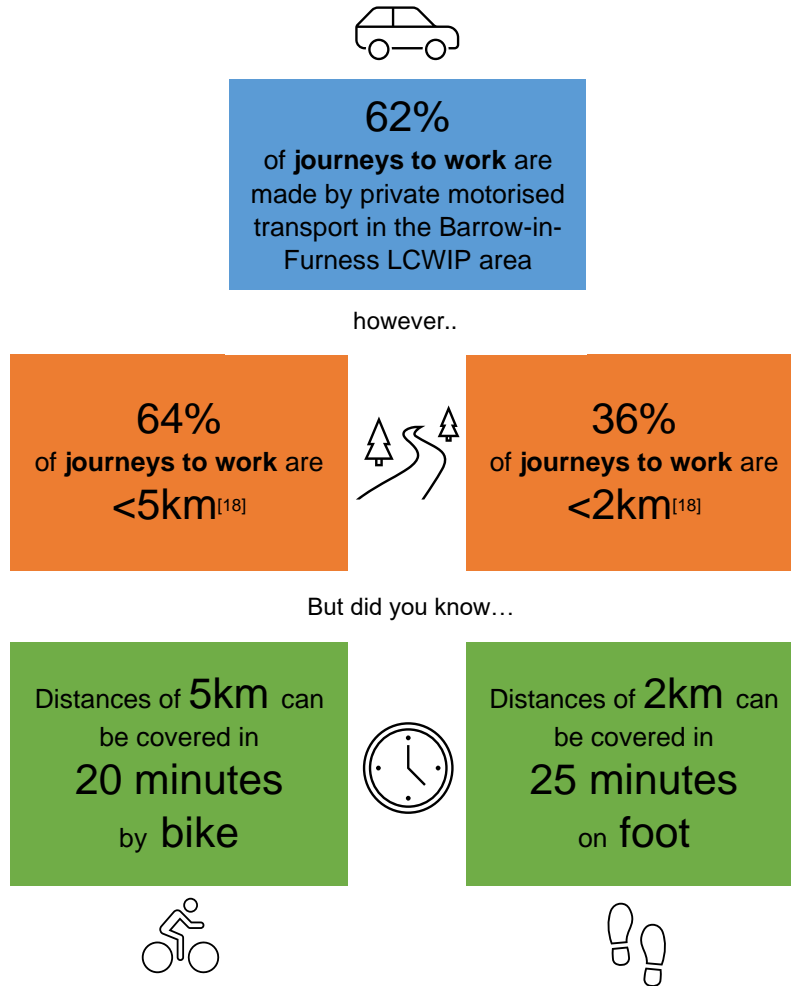 62%
of journeys to work are
made by private motorised
transport in the Barrow-in-
Furness LCWIP area
however..
64%
of journeys to work are
<5km[18]
36%
of journeys to work are
<2km[18]
But did you know…
Distances of 5km can
be covered in
20 minutes
by bike
Distances of 2km can
be covered in
25 minutes
on foot